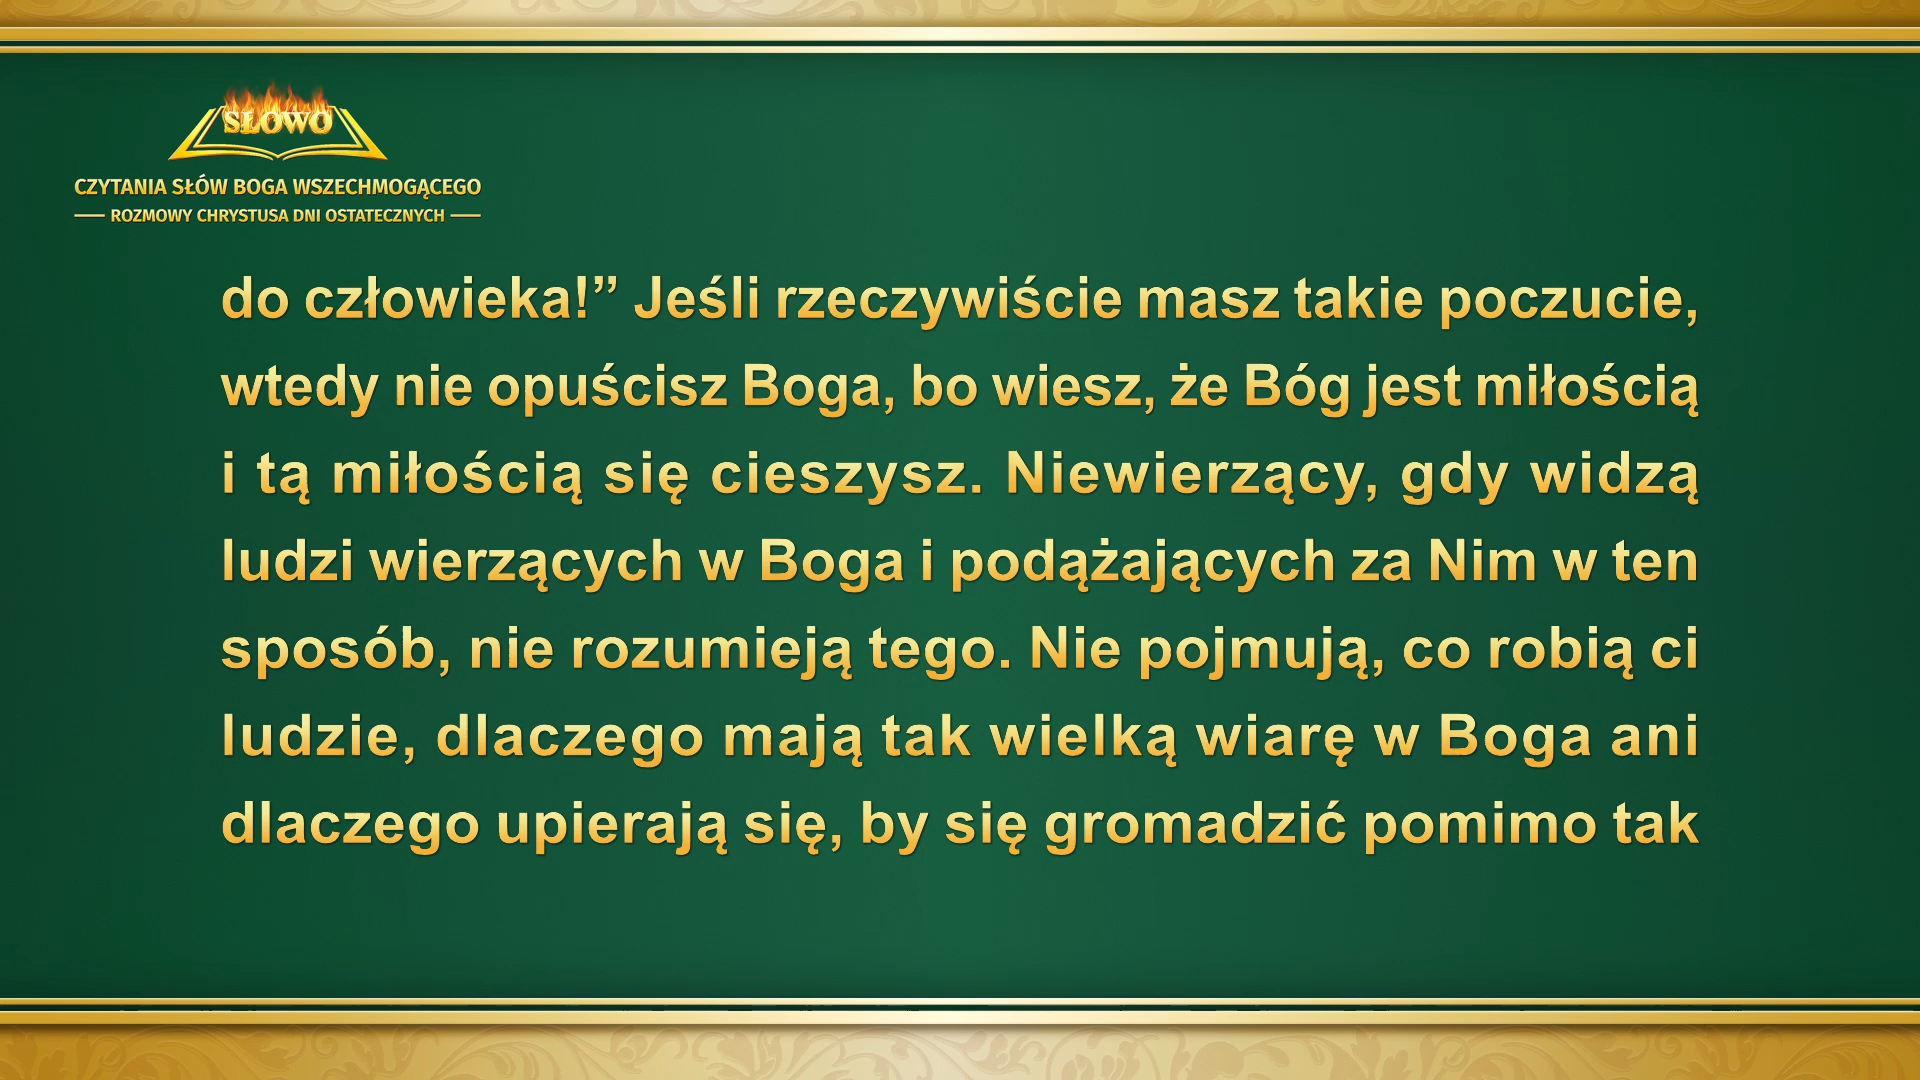 SŁOWO
CZYTANIA SŁÓW BOGA WSZECHMOGĄCEGO
ROZMOWY CHRYSTUSA DNI OSTATECZNYCH
do człowieka!” Jeśli rzeczywiście masz takie poczucie,
wtedy nie opuścisz Boga, bo wiesz, że Bóg jest miłością
i tą miłością się cieszysz. Niewierzący, gdy widzą
ludzi wierzących w Boga i podążających za Nim w ten
sposób, nie rozumieją tego. Nie pojmują, co robią ci
ludzie, dlaczego mają tak wielką wiarę w Boga ani
dlaczego upierają się, by się gromadzić pomimo tak